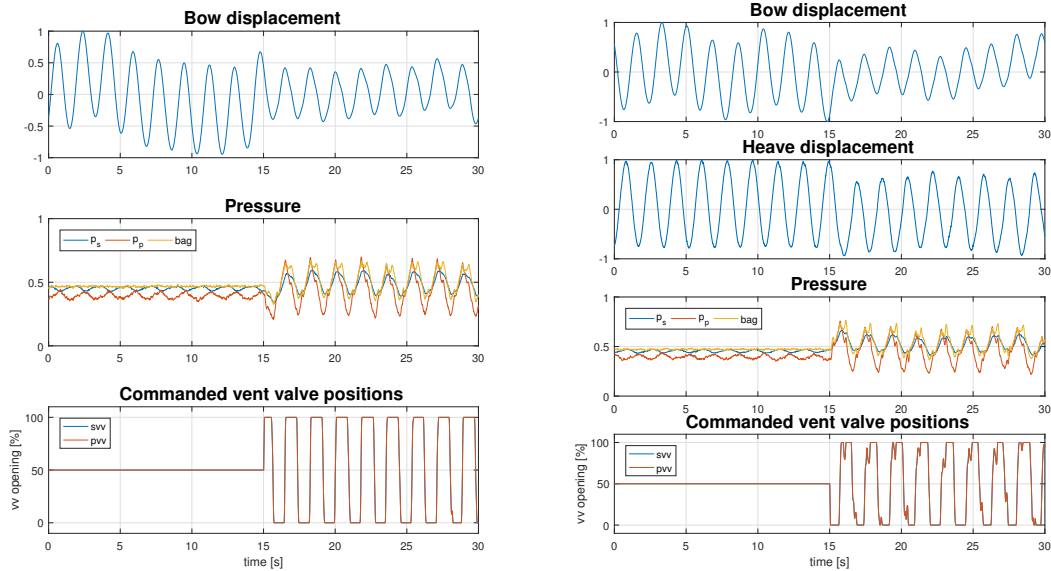 Bow displacement
1
0.5
0
-0.5
-1
0 5 10 15 20 25 30
Pressure
1
p_s p_p bag
0.5
0
0 5 10 15 20 25 30
Commanded vent valve positions
100
svv
pvv
50
0
vv opening [%]
0 5 10 15 20 25 30
time [s]
Bow displacement
1
0
-1
0 5 10 15 20 25 30
Heave displacement
1
0
-1
0 5 10 15 20 25 30
Pressure
1
p_s p_p bag
0.5
0
0 5 10 15 20 25 30
Commanded vent valve positions
100
svv
pvv
50
0
vv opening [%]
0 5 10 15 20 25 30
time [s]